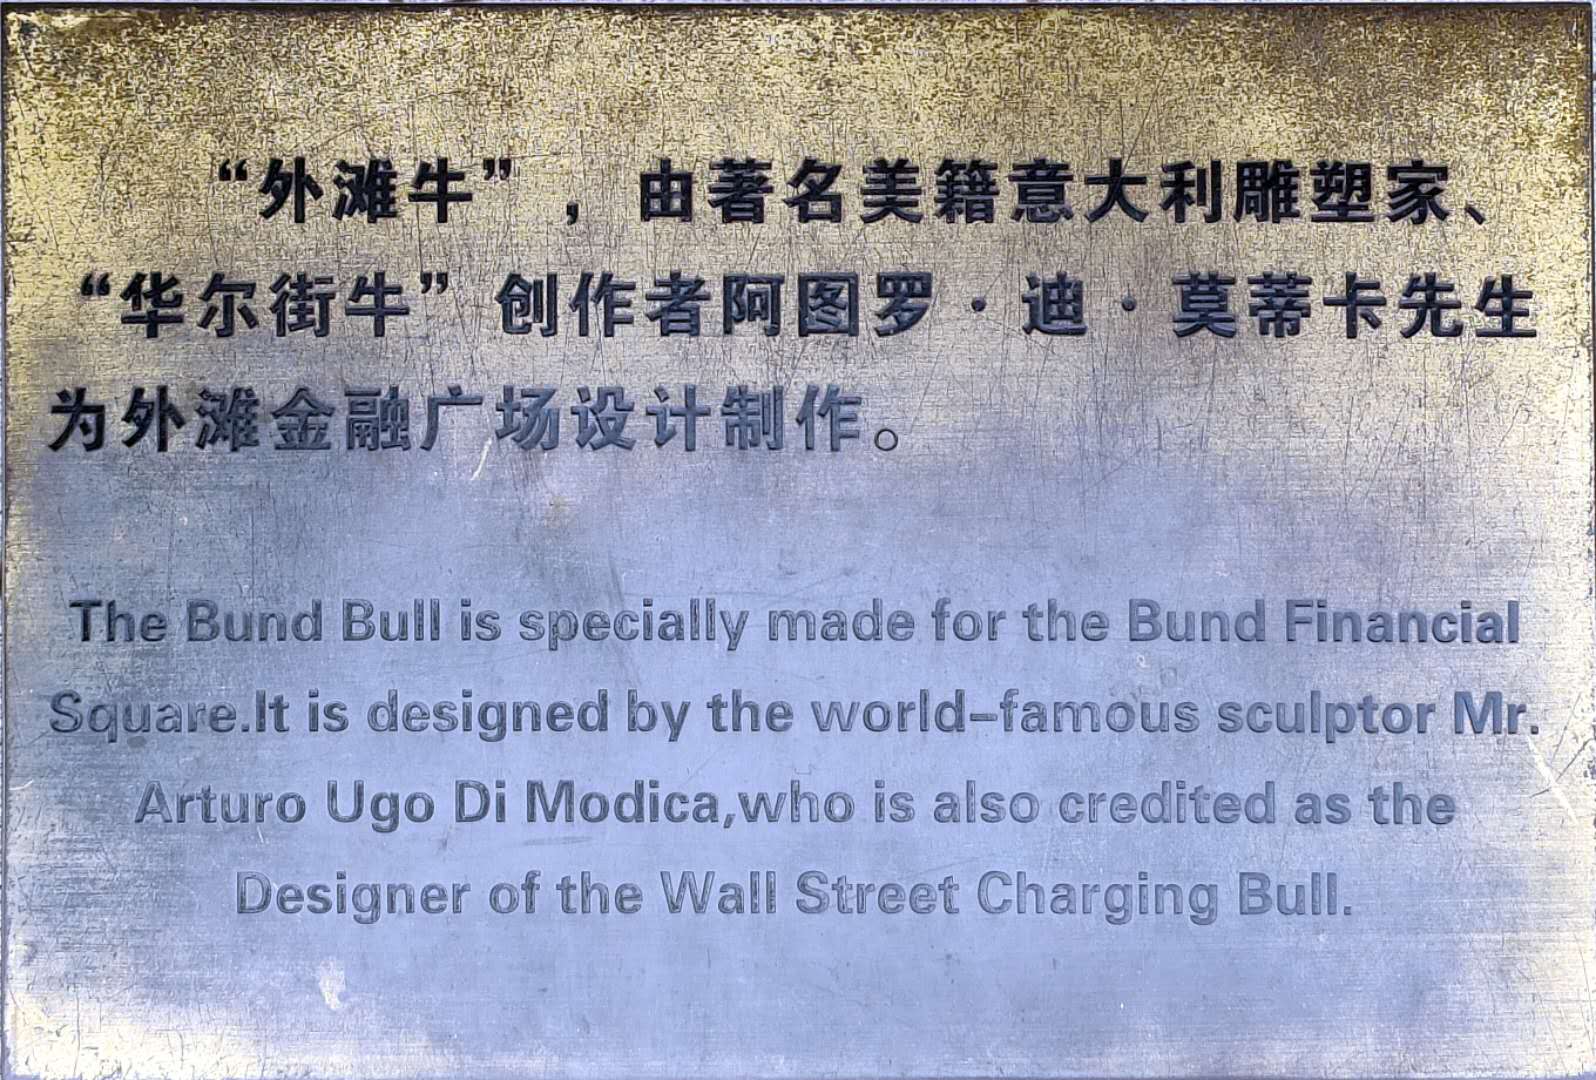 “外滩牛”，由著名美籍意大利雕塑家、
“华尔街牛”创作者阿图罗·迪·莫蒂卡先生
为外滩金融广场设计制作。
The Bund Bull is specially made for the Bund Financial
Square.It is designed by the world-famous sculptor Mr.
Arturo Ugo Di Modica,who is also credited as the
Designer of the Wall Street Charging Bull.